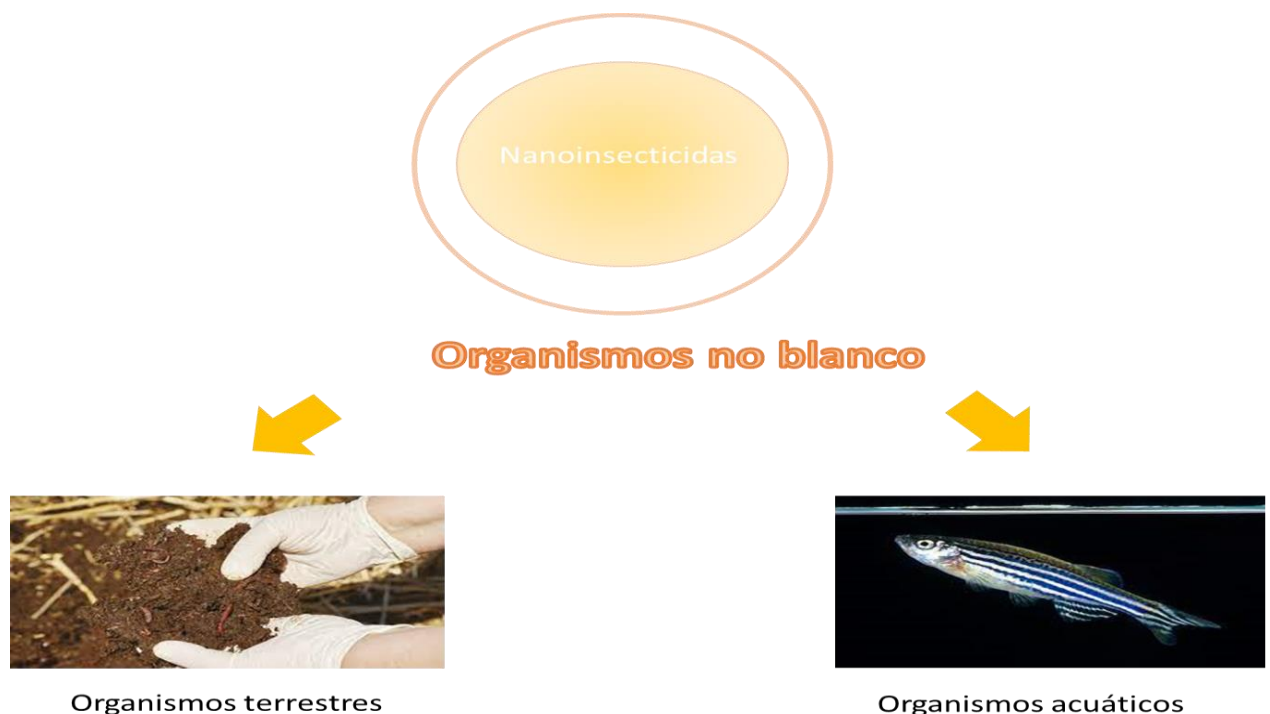 Nanoinsecticidas
Organismos no blanco
Organismos terrestres
Organismos acuáticos